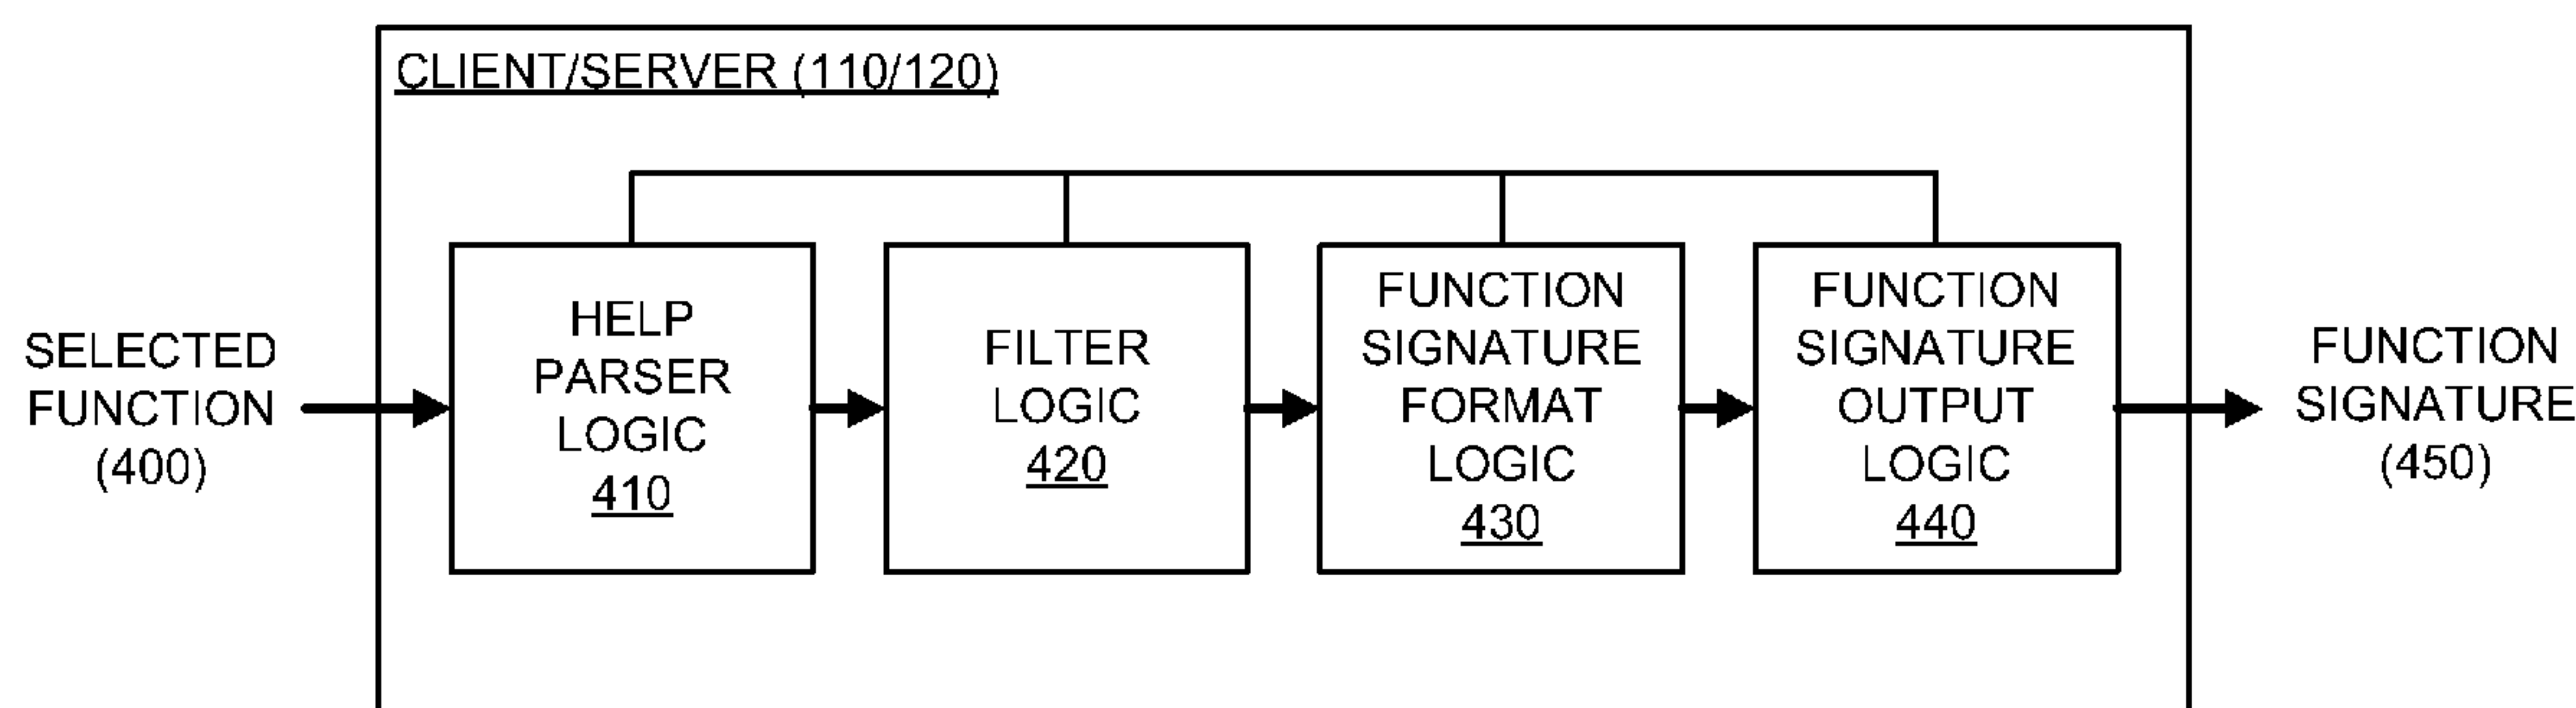 CLIENT/SERVER (110/120)
SELECTED
FUNCTION
(400)
HELP
PARSER
LOGIC
410
FILTER
LOGIC
420
FUNCTION
SIGNATURE
FORMAT
LOGIC
430
FUNCTION
SIGNATURE
OUTPUT
LOGIC
440
FUNCTION
SIGNATURE
(450)